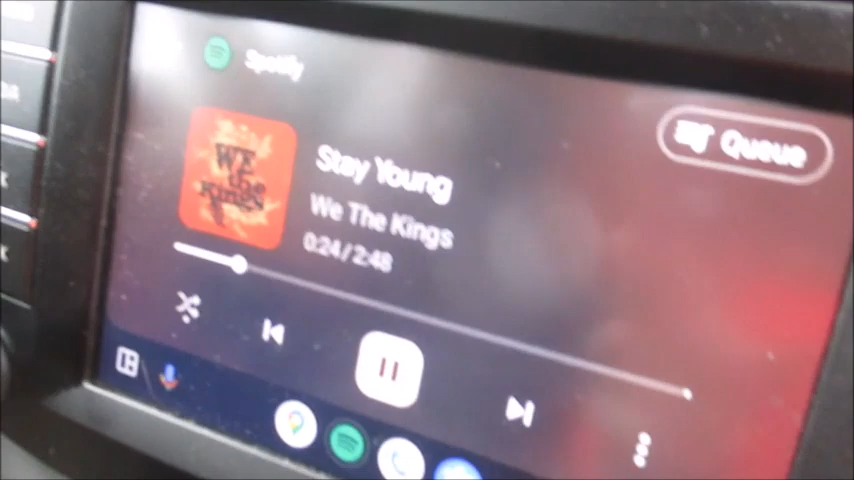 Spotify
Queue
WE
the
Kings
Stay Young
We The Kings
0:24/2:48